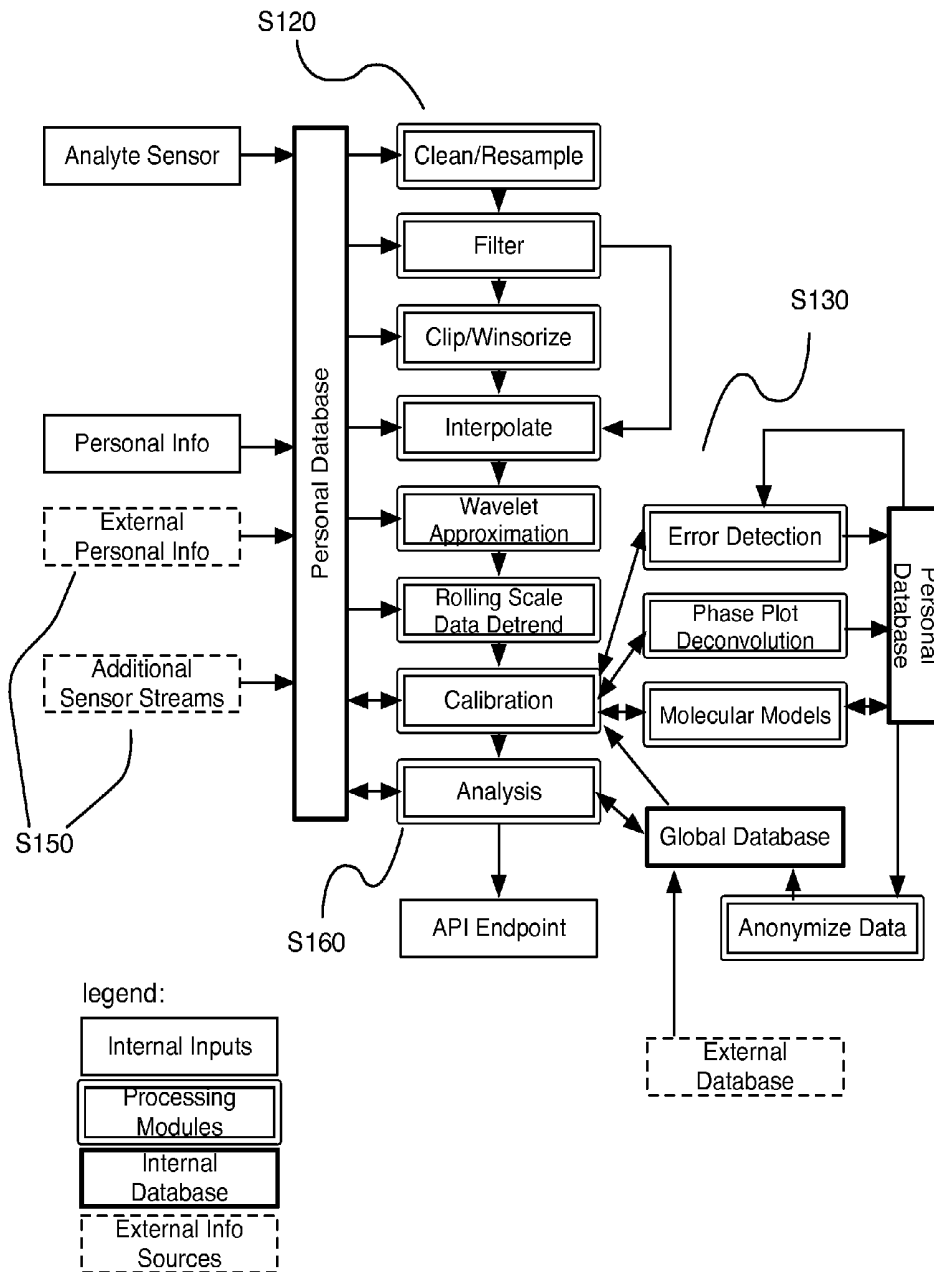 S120
Analyte Sensor
Clean/Resample
Filter
S130
Clip/Winsorize
Personal Info
Interpolate
Personal Database
External
Personal Info
Wavelet
Approximation
Error Detection
Personal
Database
Rolling Scale
Data Detrend
Phase Plot
Deconvolution
Additional
Sensor Streams
Calibration
Molecular Models
S150
Analysis
Global Database
S160
API Endpoint
Anonymize Data
legend:
Internal Inputs
External
Database
Processing
Modules
Internal
Database
External Info
Sources